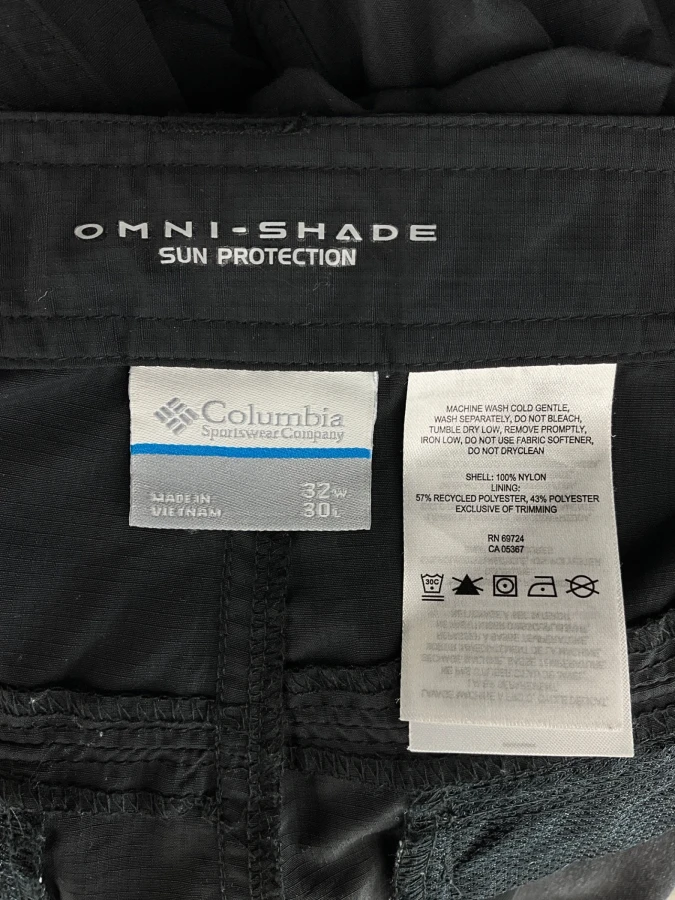 OMNI-SHADE
SUN PROTECTION
Columbia
Sportswear Company
MADE IN
VIETNAM
32W
30L
MACHINE WASH COLD GENTLE,
WASH SEPARATELY, DO NOT BLEACH,
TUMBLE DRY LOW, REMOVE PROMPTLY,
IRON LOW, DO NOT USE FABRIC SOFTENER,
DO NOT DRYCLEAN
SHELL: 100% NYLON
LINING:
57% RECYCLED POLYESTER, 43% POLYESTER
EXCLUSIVE OF TRIMMING
RN 69724
CA 05367
30C